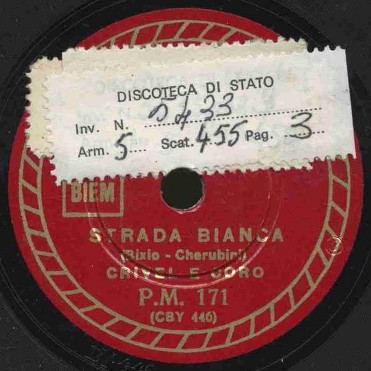 DISCOTECA DI STATO
Inv. N. 5433
Arm. 5 Scat. 455 Pag. 3
BIEM
STRADA BIANCA
(Bixio - Cherubini)
CRIVEL E CORO
P.M. 171
(CBY 446)